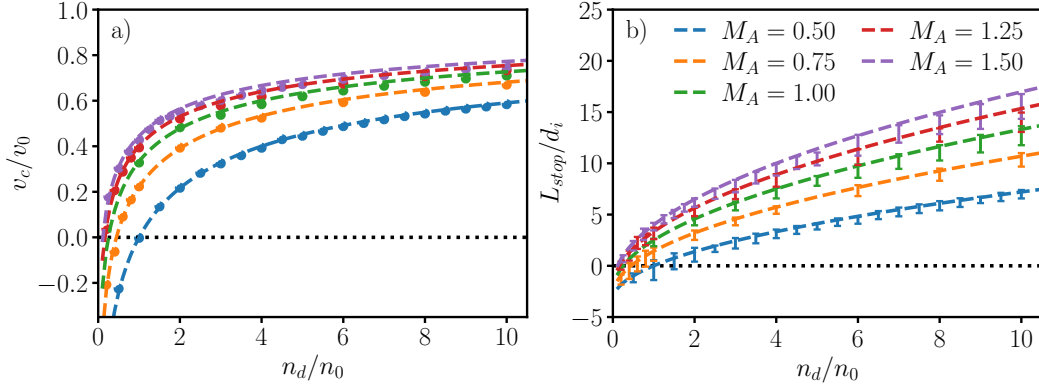 a)
1.0
0.8
0.6
0.4
0.2
0.0
−0.2
v_c/v_0
0 2 4 6 8 10
n_d/n_0
b)
25
20
15
10
5
0
−5
L_{stop}/d_i
M_A = 0.50
M_A = 0.75
M_A = 1.00
M_A = 1.25
M_A = 1.50
0 2 4 6 8 10
n_d/n_0